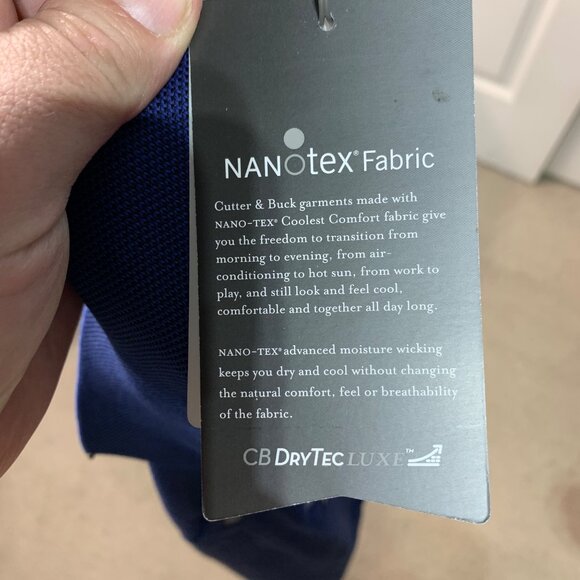 NANotex® Fabric
Cutter & Buck garments made with
NANO-TEX® Coolest Comfort fabric give
you the freedom to transition from
morning to evening, from air-
conditioning to hot sun, from work to
play, and still look and feel cool,
comfortable and together all day long.
NANO-TEX® advanced moisture wicking
keeps you dry and cool without changing
the natural comfort, feel or breathability
of the fabric.
CB DRYTEC LUXE™